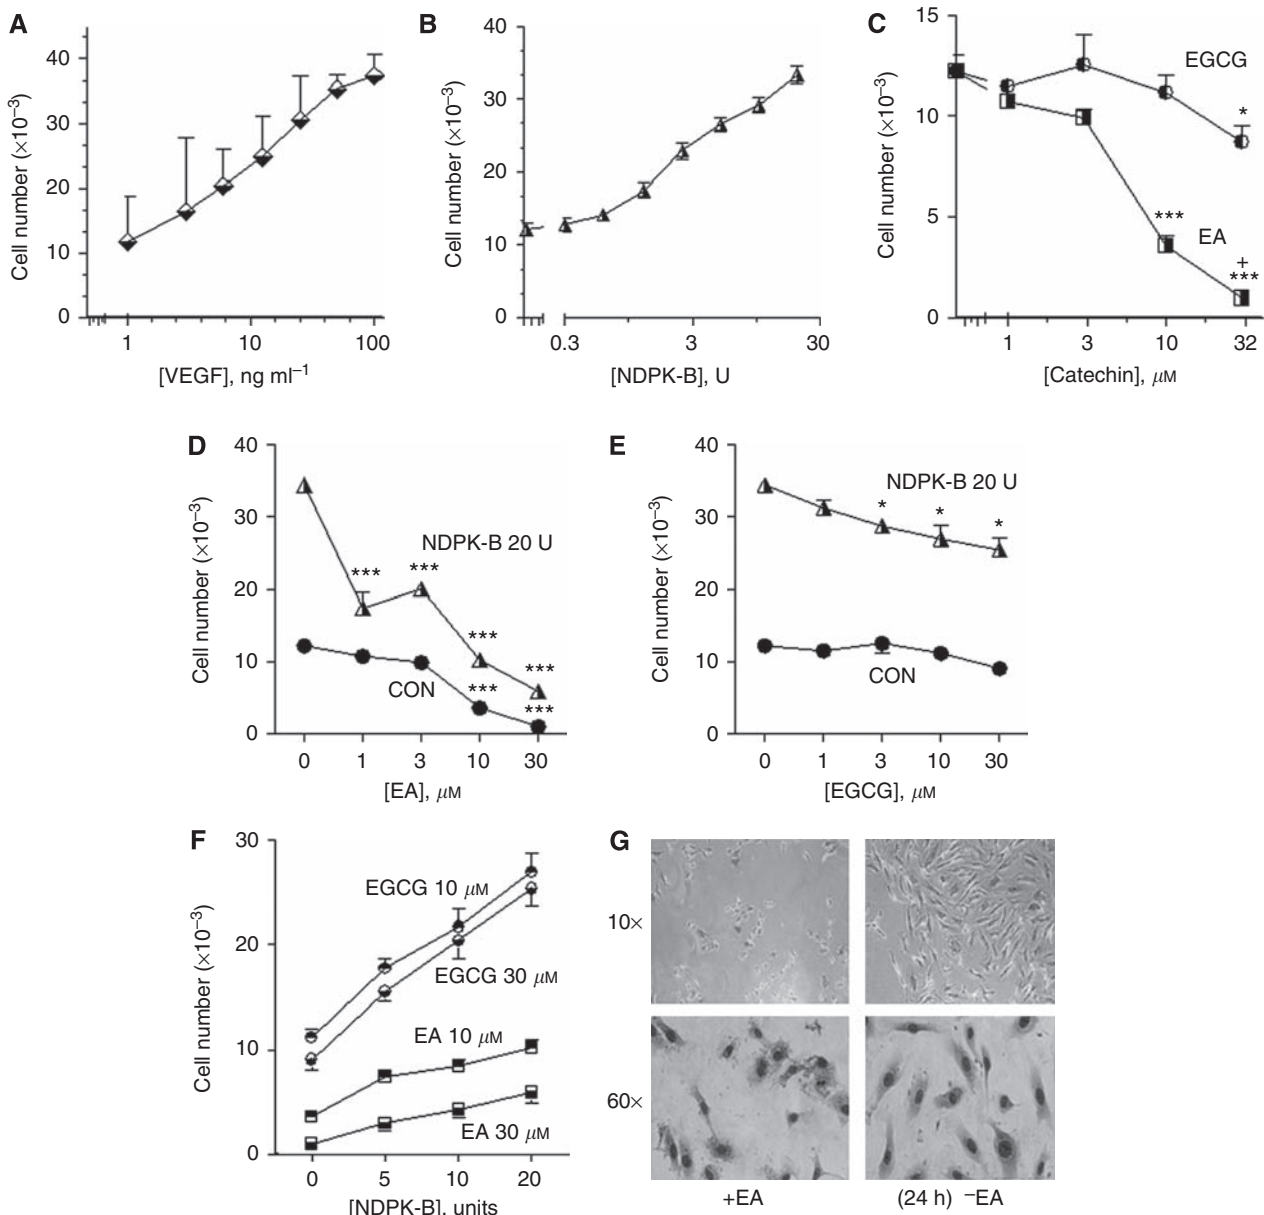 A
Cell number (×10⁻³)
40
30
20
10
0
1 10 100
[VEGF], ng ml⁻¹
B
Cell number (×10⁻³)
40
30
20
10
0
0.3 3 30
[NDPK-B], U
C
Cell number (×10⁻³)
15
10
5
0
EGCG
*
***
EA
+
***
1 3 10 32
[Catechin], μM
D
Cell number (×10⁻³)
40
30
20
10
0
NDPK-B 20 U
*** ***
***
***
CON
***
***
0 1 3 10 30
[EA], μM
E
Cell number (×10⁻³)
40
30
20
10
0
NDPK-B 20 U
* * *
CON
0 1 3 10 30
[EGCG], μM
F
Cell number (×10⁻³)
30
20
10
0
EGCG 10 μM
EGCG 30 μM
EA 10 μM
EA 30 μM
0 5 10 20
[NDPK-B], units
G
10×
60×
+EA (24 h) −EA